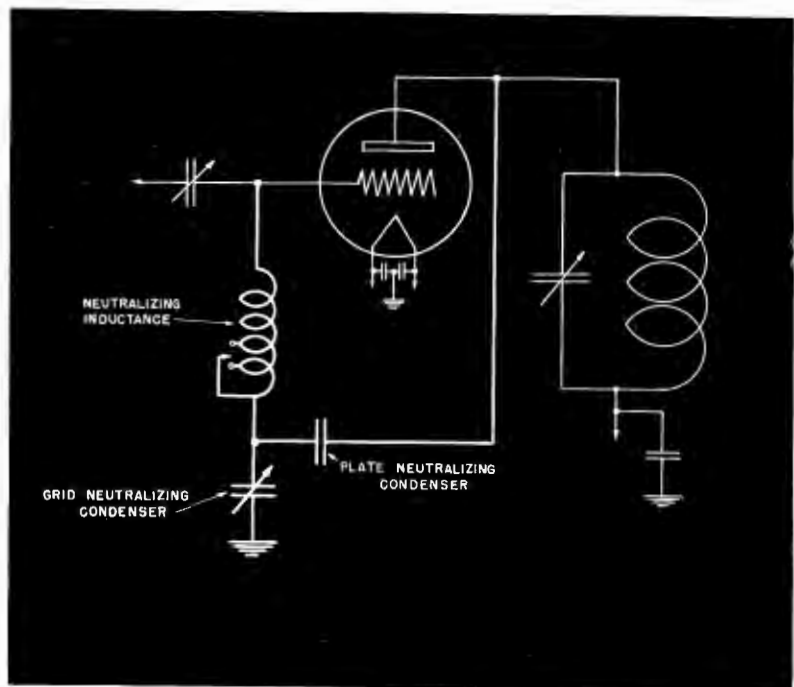 NEUTRALIZING
INDUCTANCE
PLATE NEUTRALIZING
CONDENSER
GRID NEUTRALIZING
CONDENSER